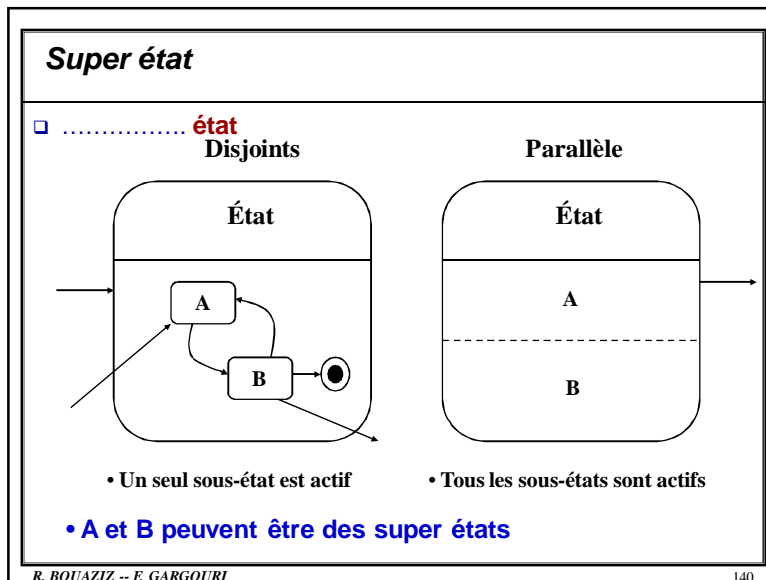 Super état
❑ ................ état
Disjoints
Parallèle
État
État
A
B
A
B
• Un seul sous-état est actif
• Tous les sous-états sont actifs
• A et B peuvent être des super états
R. BOUAZIZ -- F. GARGOURI
140